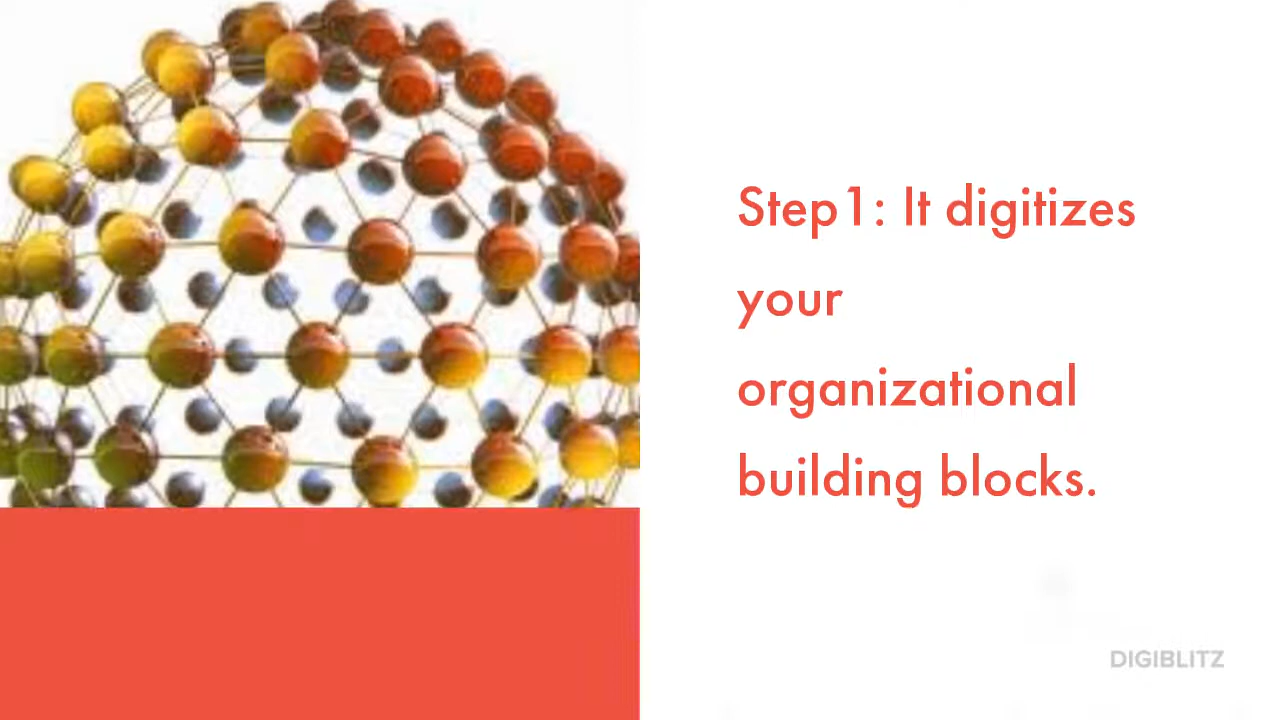 Step1: It digitizes
your
organizational
building blocks.
DIGIBLITZ